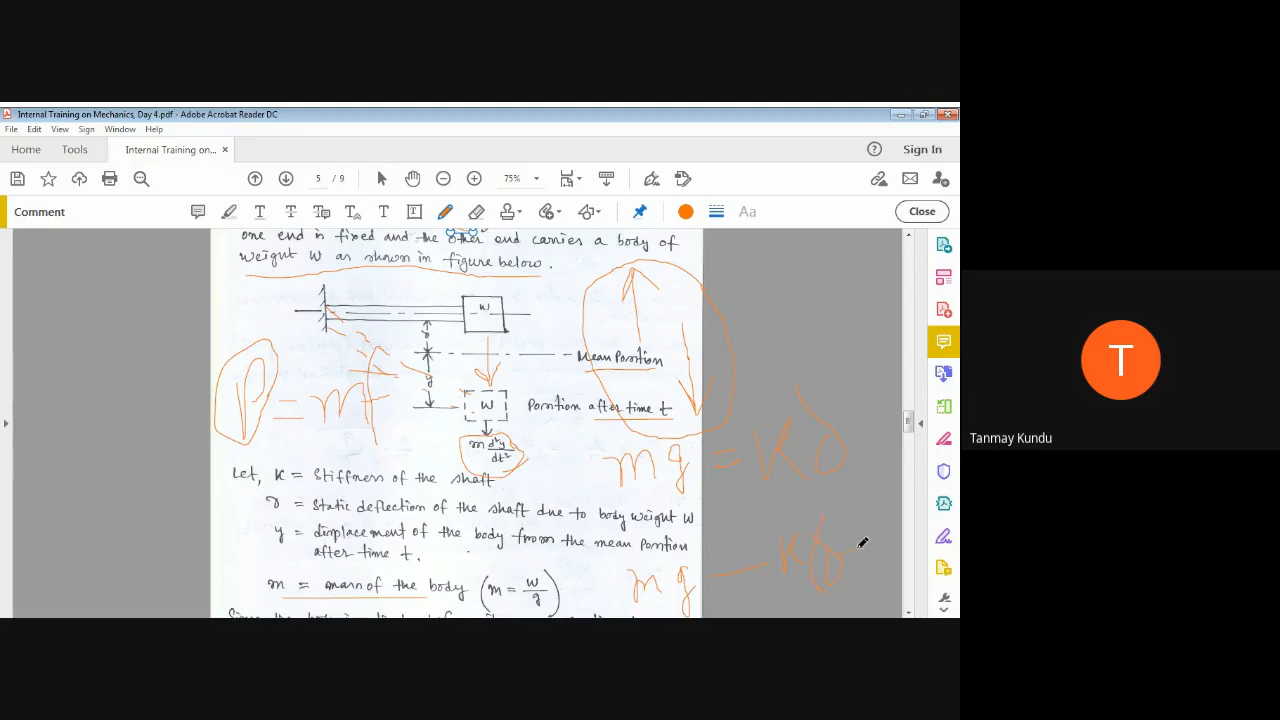 Internal Training on Mechanics, Day 4.pdf - Adobe Acrobat Reader DC
File Edit View Sign Window Help
Home Tools Internal Training on... × Sign In
5 / 9 75%
Comment Aa Close
one end is fixed and the other end carries a body of
weight W as shown in figure below.
W
δ
Mean Position
y
P = mf
W Position after time t
m d²y/dt²
mg = Kδ
Let, K = Stiffness of the shaft
δ = Static deflection of the shaft due to body weight W
y = displacement of the body from the mean position
after time t.
mg — K(δ
m = mass of the body (m = W/g)
T
Tanmay Kundu